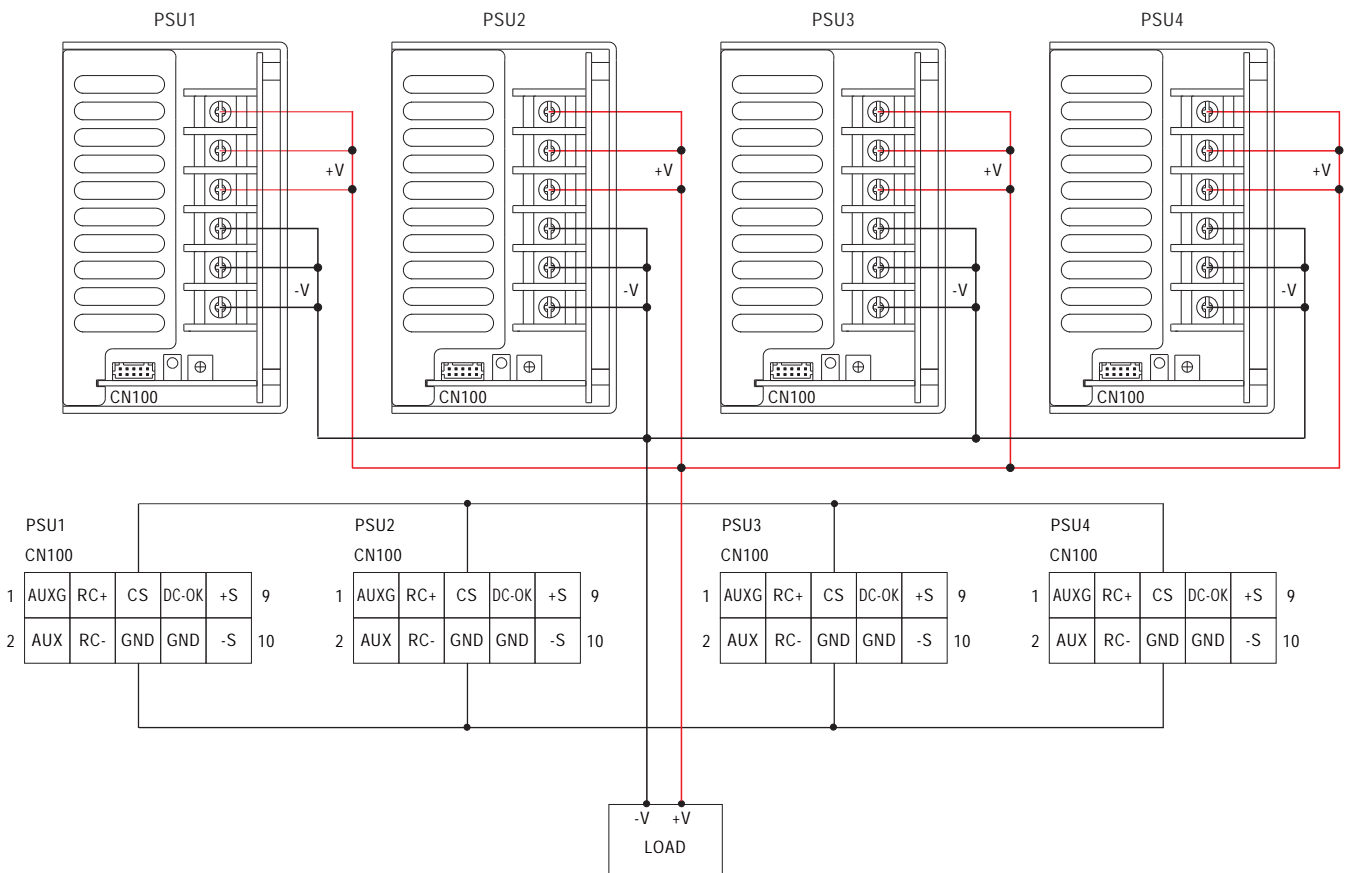 PSU1 PSU2 PSU3 PSU4
+V +V +V +V
-V -V -V -V
CN100 CN100 CN100 CN100
PSU1 PSU2 PSU3 PSU4
CN100 CN100 CN100 CN100
1 AUXG RC+ CS DC-OK +S 9 1 AUXG RC+ CS DC-OK +S 9 1 AUXG RC+ CS DC-OK +S 9 1 AUXG RC+ CS DC-OK +S 9
2 AUX RC- GND GND -S 10 2 AUX RC- GND GND -S 10 2 AUX RC- GND GND -S 10 2 AUX RC- GND GND -S 10
-V +V
LOAD